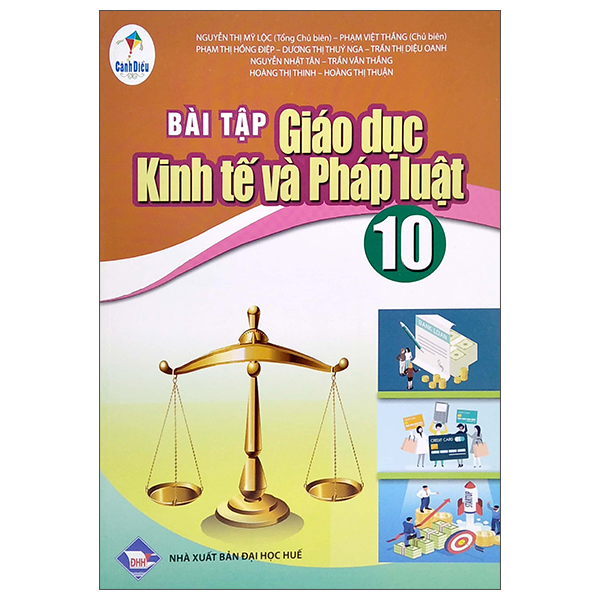 NGUYỄN THỊ MỸ LỘC (Tổng Chủ biên) – PHẠM VIỆT THẮNG (Chủ biên)
PHẠM THỊ HỒNG ĐIỆP – DƯƠNG THỊ THUÝ NGA – TRẦN THỊ DIỆU OANH
NGUYỄN NHẬT TÂN – TRẦN VĂN THẮNG
HOÀNG THỊ THINH – HOÀNG THỊ THUẬN
Cánh Diều
BÀI TẬP Giáo dục
Kinh tế và Pháp luật
10
BANK LOAN
CREDIT CARD
STARTUP
ĐHH
NHÀ XUẤT BẢN ĐẠI HỌC HUẾ